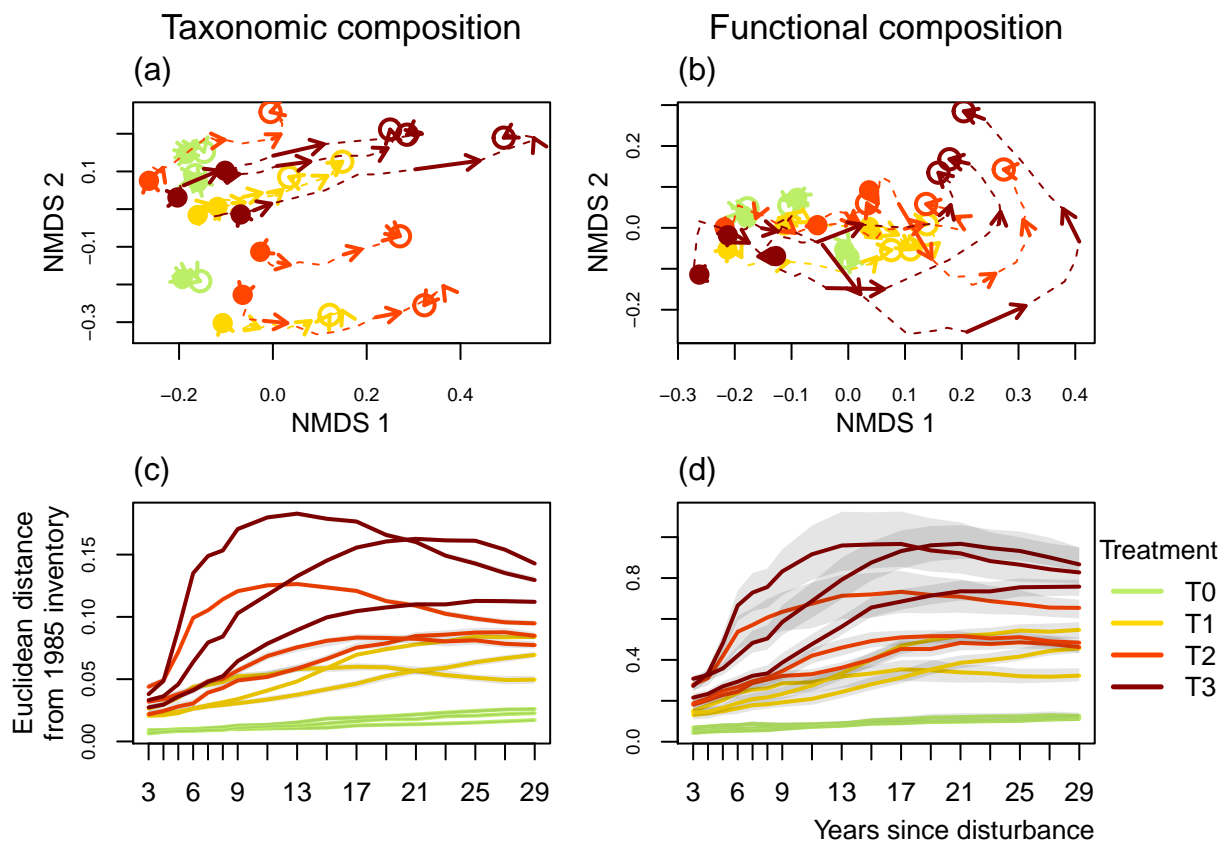 Taxonomic composition
Functional composition
(a)
(b)
NMDS 2
0.1
−0.1
−0.3
−0.2
0.0
0.2
0.4
NMDS 1
NMDS 2
0.2
0.0
−0.2
−0.3
−0.2
−0.1
0.0
0.1
0.2
0.3
0.4
NMDS 1
(c)
(d)
Euclidean distance
from 1985 inventory
0.15
0.10
0.05
0.00
3
6
9
13
17
21
25
29
0.8
0.4
0.0
3
6
9
13
17
21
25
29
Years since disturbance
Treatment
T0
T1
T2
T3